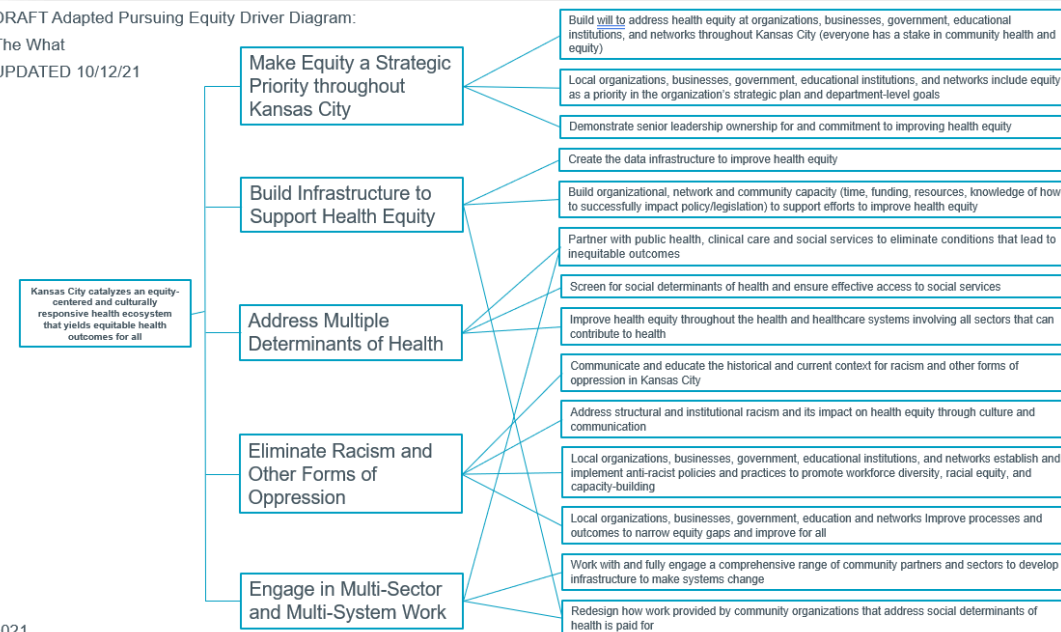 DRAFT Adapted Pursuing Equity Driver Diagram:
The What
UPDATED 10/12/21
Kansas City catalyzes an equity-
centered and culturally
responsive health ecosystem
that yields equitable health
outcomes for all
Make Equity a Strategic
Priority throughout
Kansas City
Build Infrastructure to
Support Health Equity
Address Multiple
Determinants of Health
Eliminate Racism and
Other Forms of
Oppression
Engage in Multi-Sector
and Multi-System Work
Build will to address health equity at organizations, businesses, government, educational
institutions, and networks throughout Kansas City (everyone has a stake in community health and
equity)
Local organizations, businesses, government, educational institutions, and networks include equity
as a priority in the organization's strategic plan and department-level goals
Demonstrate senior leadership ownership for and commitment to improving health equity
Create the data infrastructure to improve health equity
Build organizational, network and community capacity (time, funding, resources, knowledge of how
to successfully impact policy/legislation) to support efforts to improve health equity
Partner with public health, clinical care and social services to eliminate conditions that lead to
inequitable outcomes
Screen for social determinants of health and ensure effective access to social services
Improve health equity throughout the health and healthcare systems involving all sectors that can
contribute to health
Communicate and educate the historical and current context for racism and other forms of
oppression in Kansas City
Address structural and institutional racism and its impact on health equity through culture and
communication
Local organizations, businesses, government, educational institutions, and networks establish and
implement anti-racist policies and practices to promote workforce diversity, racial equity, and
capacity-building
Local organizations, businesses, government, education and networks Improve processes and
outcomes to narrow equity gaps and improve for all
Work with and fully engage a comprehensive range of community partners and sectors to develop
infrastructure to make systems change
Redesign how work provided by community organizations that address social determinants of
health is paid for
2021